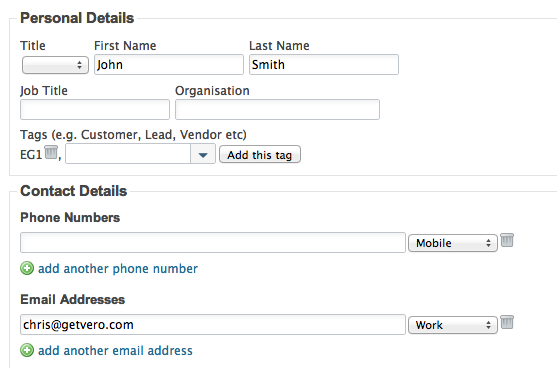 Personal Details
Title First Name Last Name
John Smith
Job Title Organisation
Tags (e.g. Customer, Lead, Vendor etc)
EG1, Add this tag
Contact Details
Phone Numbers
Mobile
add another phone number
Email Addresses
chris@getvero.com Work
add another email address